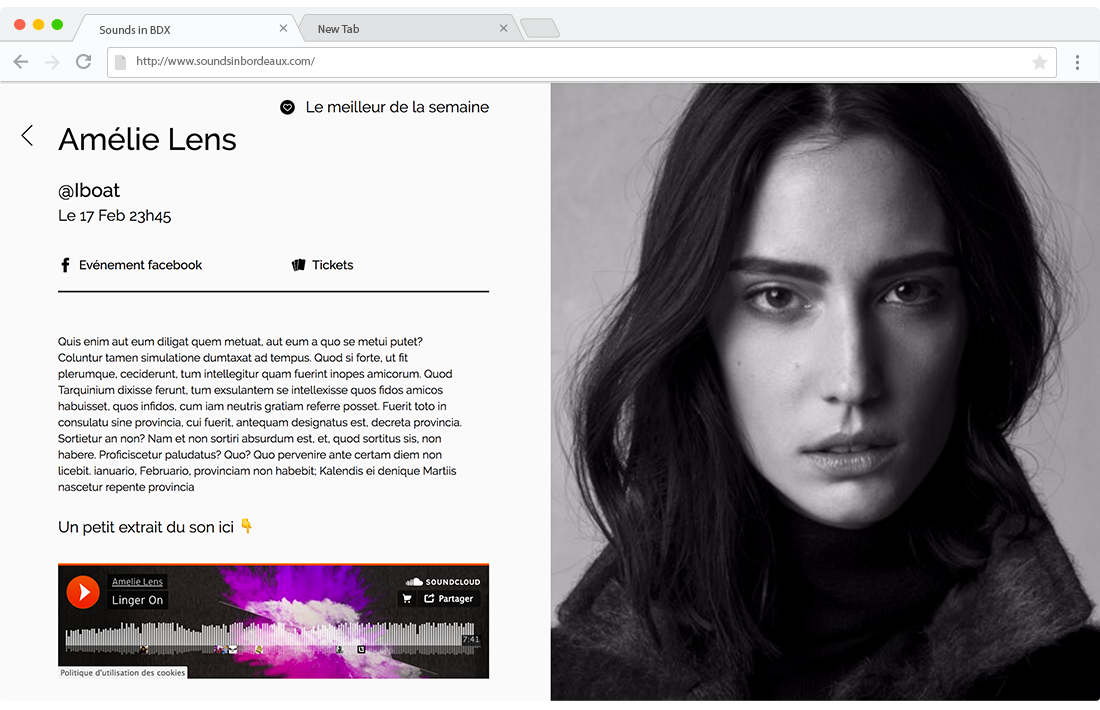 Sounds in BDX
New Tab
http://www.soundsinbordeaux.com/
Le meilleur de la semaine
Amélie Lens
@Iboat
Le 17 Feb 23h45
Evénement facebook
Tickets
Quis enim aut eum diligat quem metuat, aut eum a quo se metui putet?
Coluntur tamen simulatione dumtaxat ad tempus. Quod si forte, ut fit
plerumque, ceciderunt, tum intellegitur quam fuerint inopes amicorum. Quod
Tarquinium dixisse ferunt, tum exsulantem se intellexisse quos fidos amicos
habuisset, quos infidos, cum iam neutris gratiam referre posset. Fuerit toto in
consulatu sine provincia, cui fuerit, antequam designatus est, decreta provincia.
Sortietur an non? Nam et non sortiri absurdum est, et, quod sortitus sis, non
habere. Proficiscetur paludatus? Quo? Quo pervenire ante certam diem non
licebit. ianuario, Februario, provinciam non habebit; Kalendis ei denique Martiis
nascetur repente provincia
Un petit extrait du son ici 👇
Amelie Lens
SOUNDCLOUD
Linger On
Partager
7:41
Politique d'utilisation des cookies